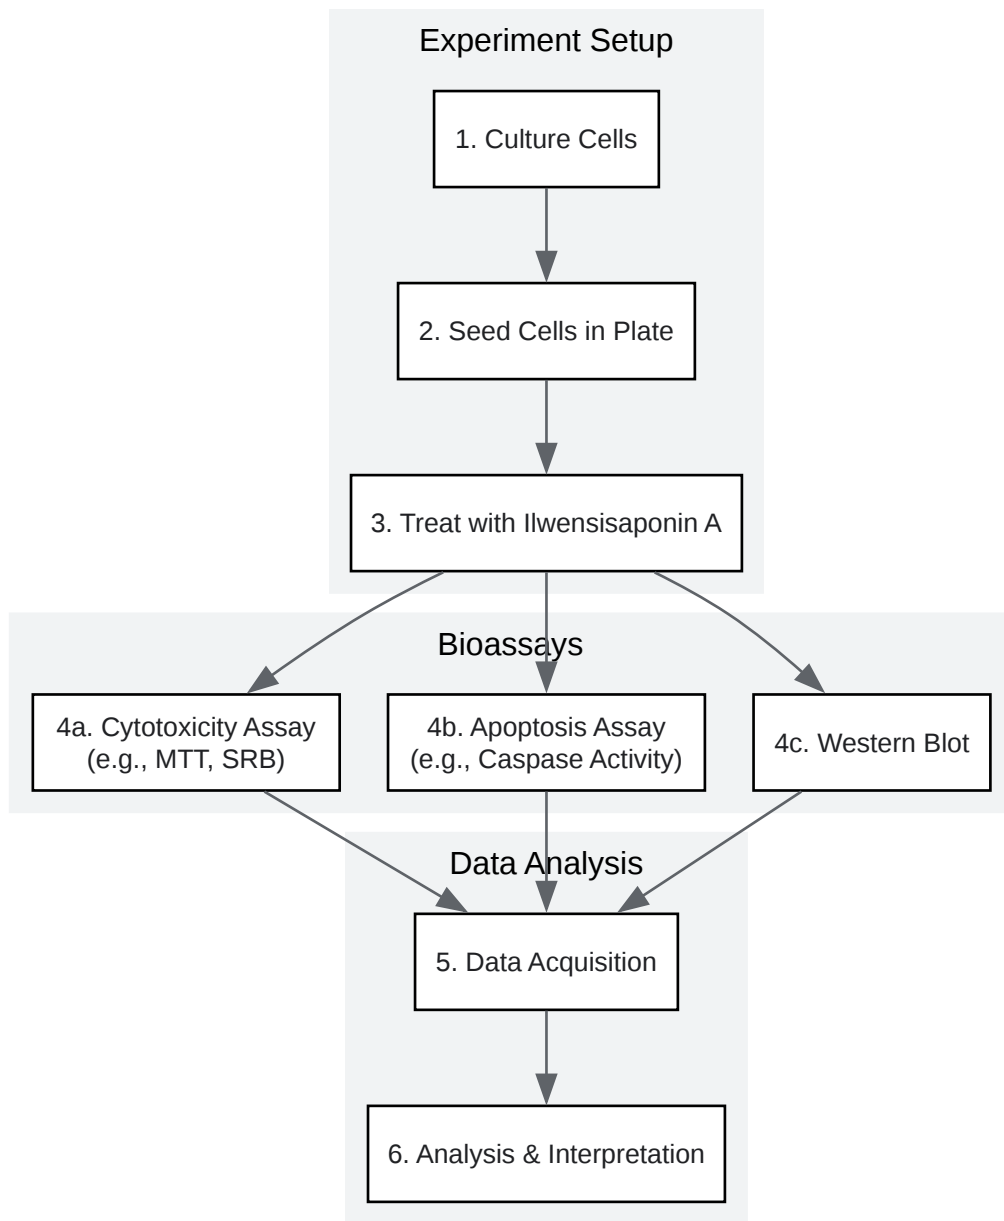 Experiment Setup
1. Culture Cells
2. Seed Cells in Plate
3. Treat with Ilwensisaponin A
Bioassays
4a. Cytotoxicity Assay
(e.g., MTT, SRB)
4b. Apoptosis Assay
(e.g., Caspase Activity)
4c. Western Blot
Data Analysis
5. Data Acquisition
6. Analysis & Interpretation